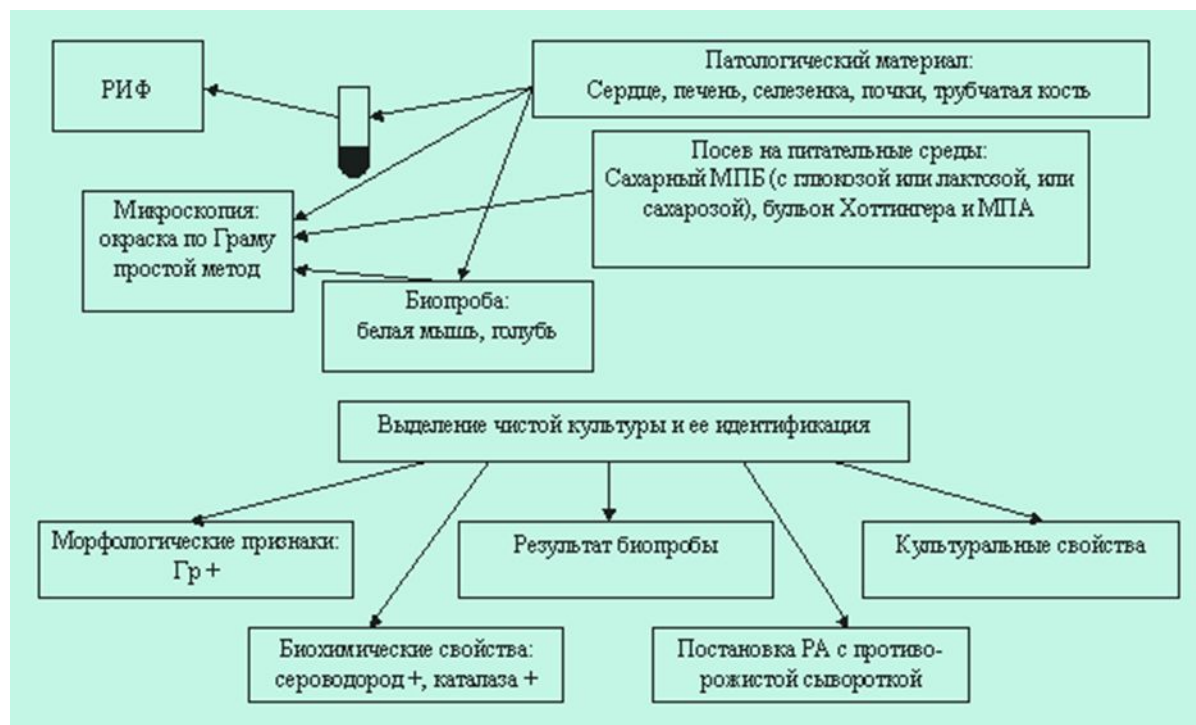 РИФ
Патологический материал:
Сердце, печень, селезенка, почки, трубчатая кость
Посев на питательные среды:
Сахарный МПБ (с глюкозой или лактозой, или
сахарозой), бульон Хоттингера и МПА
Микроскопия:
окраска по Граму
простой метод
Биопроба:
белая мышь, голубь
Выделение чистой культуры и ее идентификация
Морфологические признаки:
Гр +
Результат биопробы
Культуральные свойства
Биохимические свойства:
сероводород +, каталаза +
Постановка РА с противо-
рожистой сывороткой